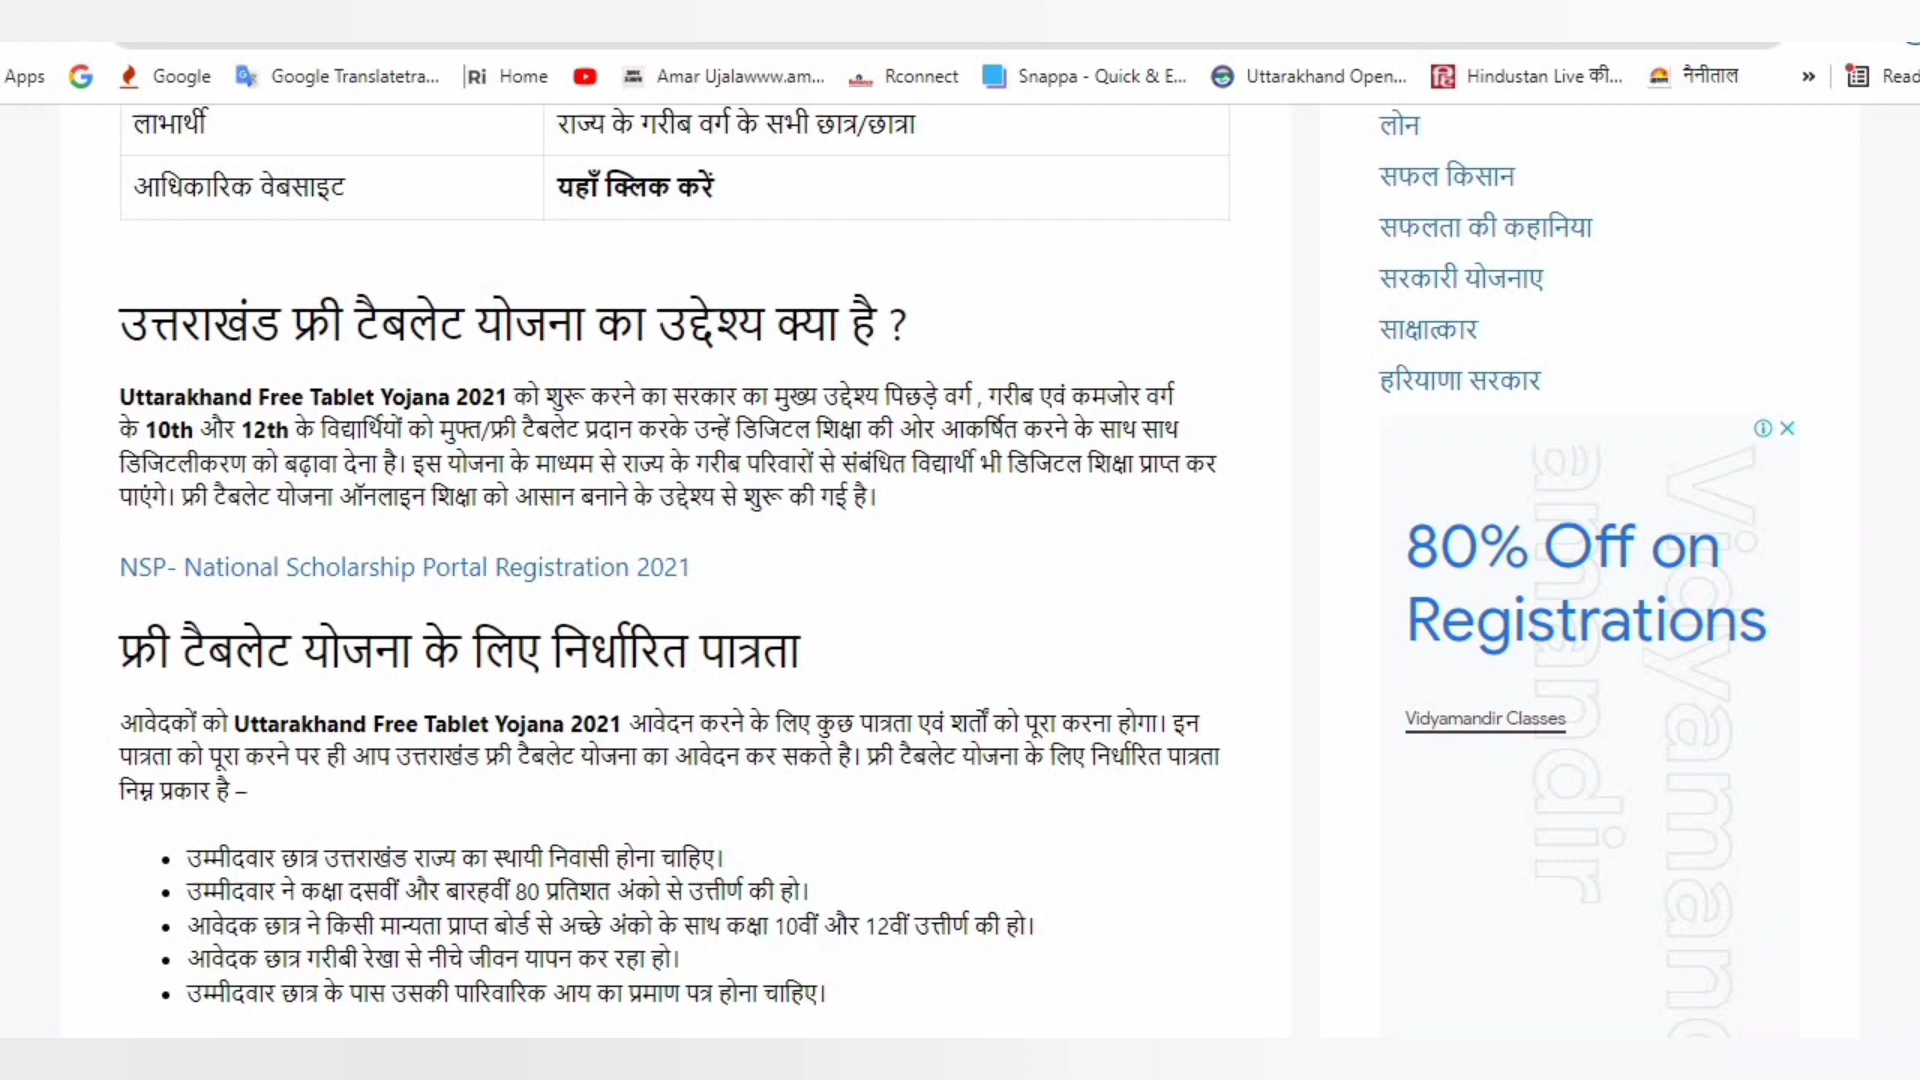 Apps Google Google Translatetra... Ri Home Amar Ujalawww.am... Rconnect Snappa - Quick & E... Uttarakhand Open... Hindustan Live की... नैनीताल » Read
लाभार्थी राज्य के गरीब वर्ग के सभी छात्र/छात्रा
आधिकारिक वेबसाइट यहाँ क्लिक करें
उत्तराखंड फ्री टैबलेट योजना का उद्देश्य क्या है ?
Uttarakhand Free Tablet Yojana 2021 को शुरू करने का सरकार का मुख्य उद्देश्य पिछड़े वर्ग , गरीब एवं कमजोर वर्ग
के 10th और 12th के विद्यार्थियों को मुफ्त/फ्री टैबलेट प्रदान करके उन्हें डिजिटल शिक्षा की ओर आकर्षित करने के साथ साथ
डिजिटलीकरण को बढ़ावा देना है। इस योजना के माध्यम से राज्य के गरीब परिवारों से संबंधित विद्यार्थी भी डिजिटल शिक्षा प्राप्त कर
पाएंगे। फ्री टैबलेट योजना ऑनलाइन शिक्षा को आसान बनाने के उद्देश्य से शुरू की गई है।
NSP- National Scholarship Portal Registration 2021
फ्री टैबलेट योजना के लिए निर्धारित पात्रता
आवेदकों को Uttarakhand Free Tablet Yojana 2021 आवेदन करने के लिए कुछ पात्रता एवं शर्तों को पूरा करना होगा। इन
पात्रता को पूरा करने पर ही आप उत्तराखंड फ्री टैबलेट योजना का आवेदन कर सकते है। फ्री टैबलेट योजना के लिए निर्धारित पात्रता
निम्न प्रकार है –
• उम्मीदवार छात्र उत्तराखंड राज्य का स्थायी निवासी होना चाहिए।
• उम्मीदवार ने कक्षा दसवीं और बारहवीं 80 प्रतिशत अंको से उत्तीर्ण की हो।
• आवेदक छात्र ने किसी मान्यता प्राप्त बोर्ड से अच्छे अंको के साथ कक्षा 10वीं और 12वीं उत्तीर्ण की हो।
• आवेदक छात्र गरीबी रेखा से नीचे जीवन यापन कर रहा हो।
• उम्मीदवार छात्र के पास उसकी पारिवारिक आय का प्रमाण पत्र होना चाहिए।
लोन
सफल किसान
सफलता की कहानिया
सरकारी योजनाए
साक्षात्कार
हरियाणा सरकार
80% Off on
Registrations
Vidyamandir Classes
Vidyamand
amandir